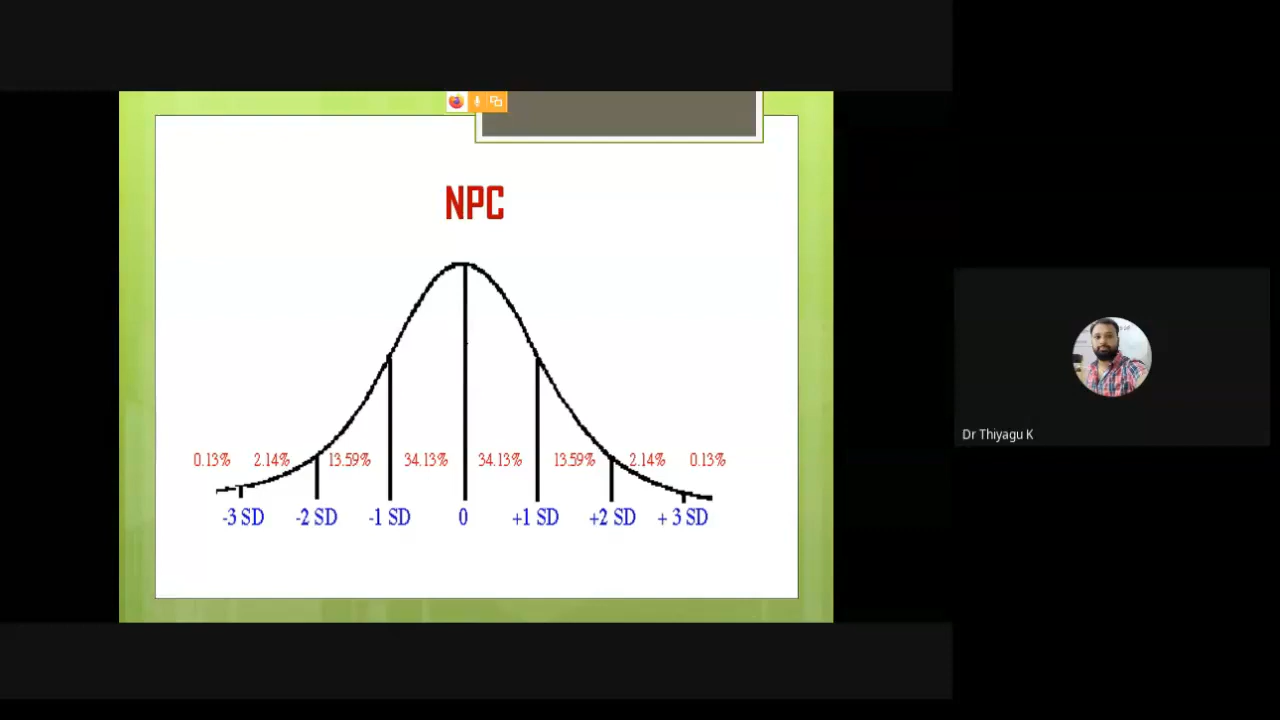 NPC
0.13% 2.14% 13.59% 34.13% 34.13% 13.59% 2.14% 0.13%
-3 SD -2 SD -1 SD 0 +1 SD +2 SD + 3 SD
Dr Thiyagu K